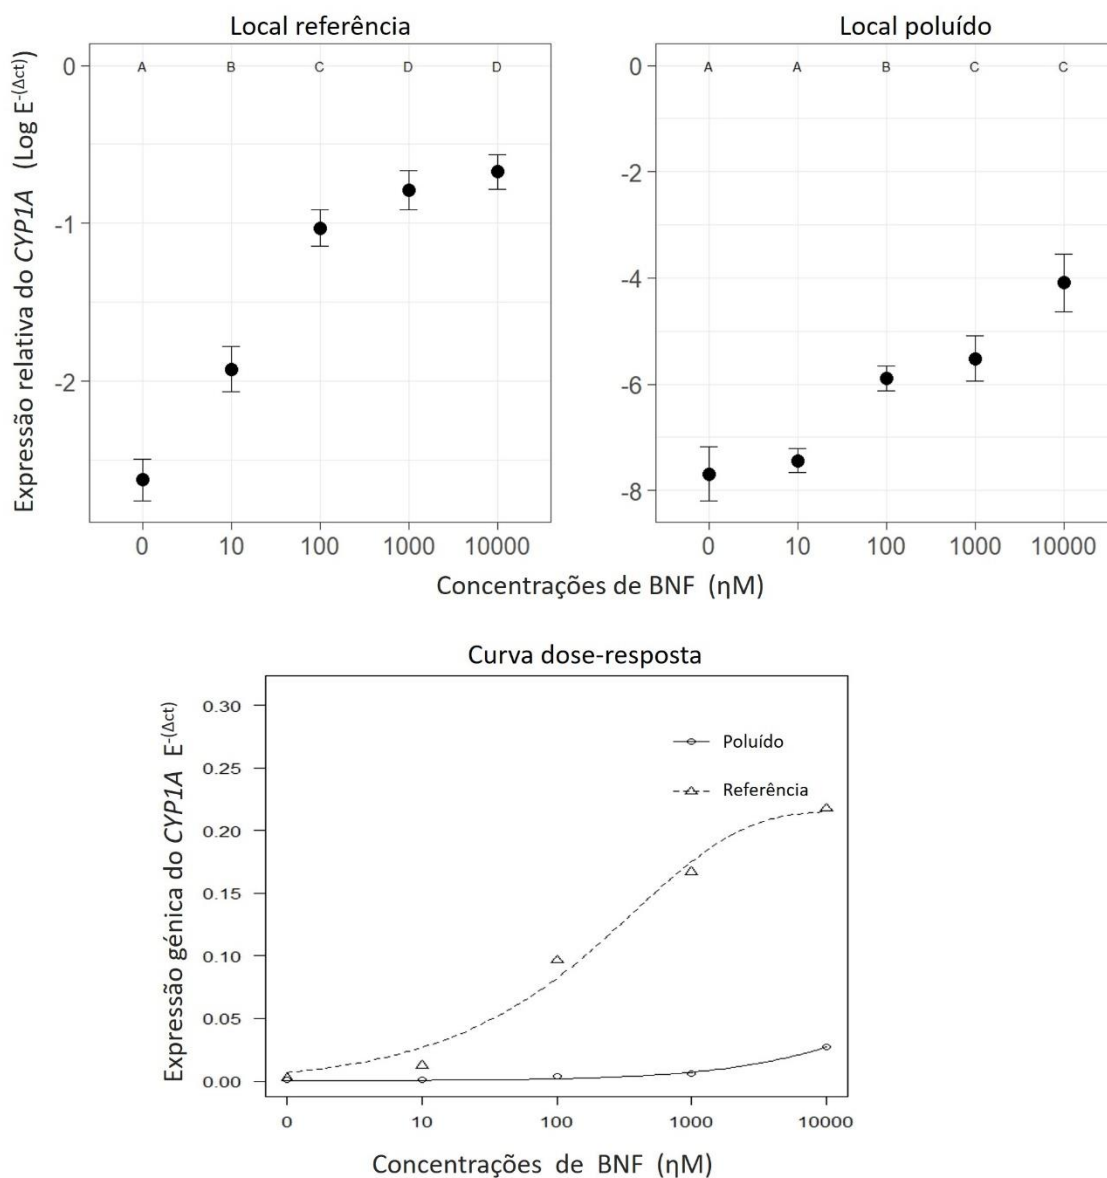 Local referência
Local poluído
Expressão relativa do CYP1A (Log E-(Δct))
0
-1
-2
A B C D D
0 10 100 1000 10000
0
-2
-4
-6
-8
A A B C C
0 10 100 1000 10000
Concentrações de BNF (ηM)
Curva dose-resposta
Expressão génica do CYP1A E-(Δct)
0.30
0.25
0.20
0.15
0.10
0.05
0.00
Poluído
Referência
0 10 100 1000 10000
Concentrações de BNF (ηM)